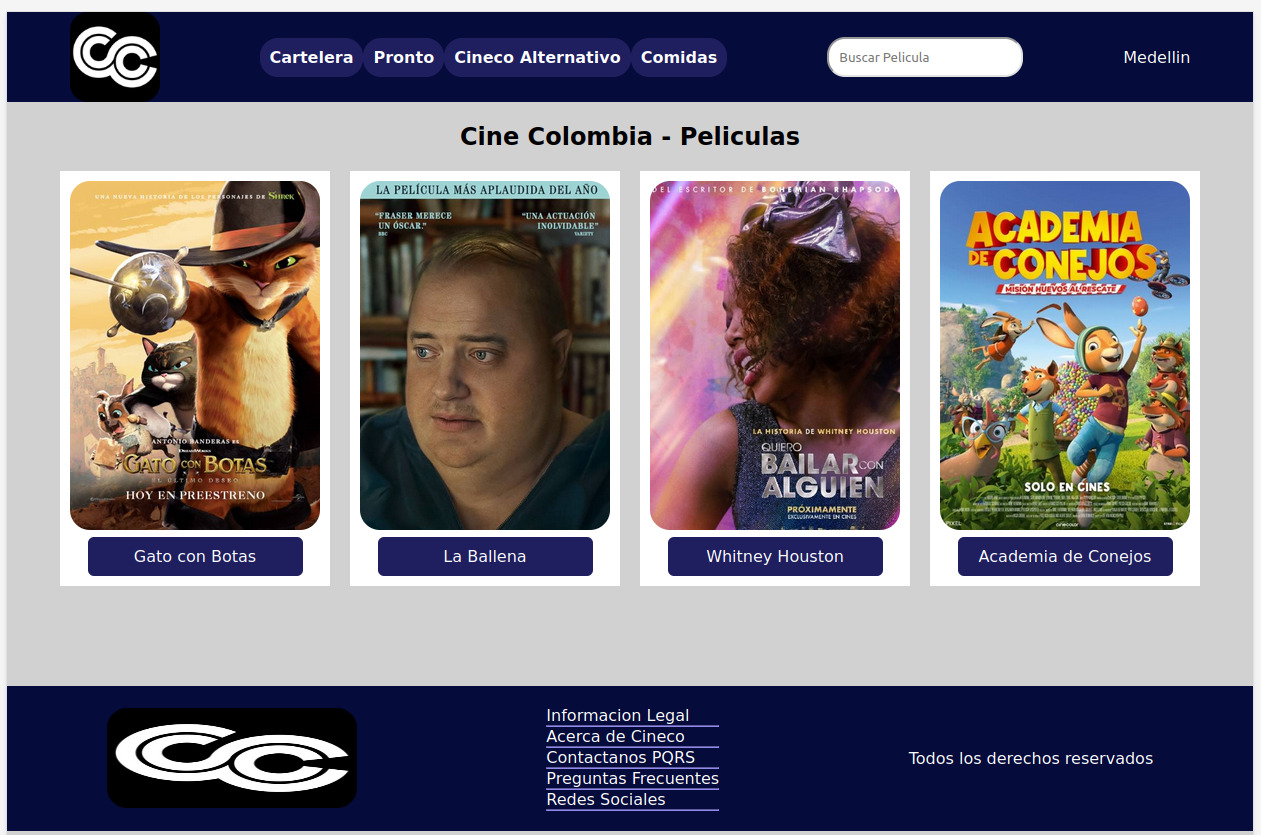 CC
Cartelera Pronto Cineco Alternativo Comidas Buscar Pelicula Medellin
Cine Colombia - Peliculas
UNA NUEVA HISTORIA DE LOS PERSONAJES DE SHREK
ANTONIO BANDERAS ES
DREAMWORKS
GATO CON BOTAS
EL ÚLTIMO DESEO
HOY EN PREESTRENO
Gato con Botas
LA PELÍCULA MÁS APLAUDIDA DEL AÑO
“FRASER MERECE
UN ÓSCAR.”
BBC
“UNA ACTUACIÓN
INOLVIDABLE”
VARIETY
La Ballena
DEL ESCRITOR DE BOHEMIAN RHAPSODY
LA HISTORIA DE WHITNEY HOUSTON
QUIERO
BAILAR CON
ALGUIEN
PRÓXIMAMENTE
EXCLUSIVAMENTE EN CINES
Whitney Houston
ACADEMIA
DE CONEJOS
MISIÓN HUEVOS AL RESCATE
SOLO EN CINES
cinecolor
Academia de Conejos
CC
Informacion Legal
Acerca de Cineco
Contactanos PQRS
Preguntas Frecuentes
Redes Sociales
Todos los derechos reservados